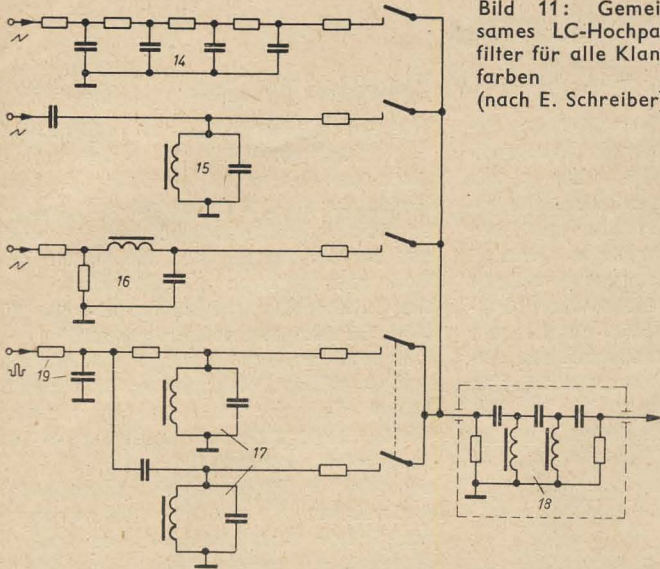 Bild 11: Gemei
sames LC-Hochpa
filter für alle Klan
farben
(nach E. Schreiber)
14
15
16
19
17
18